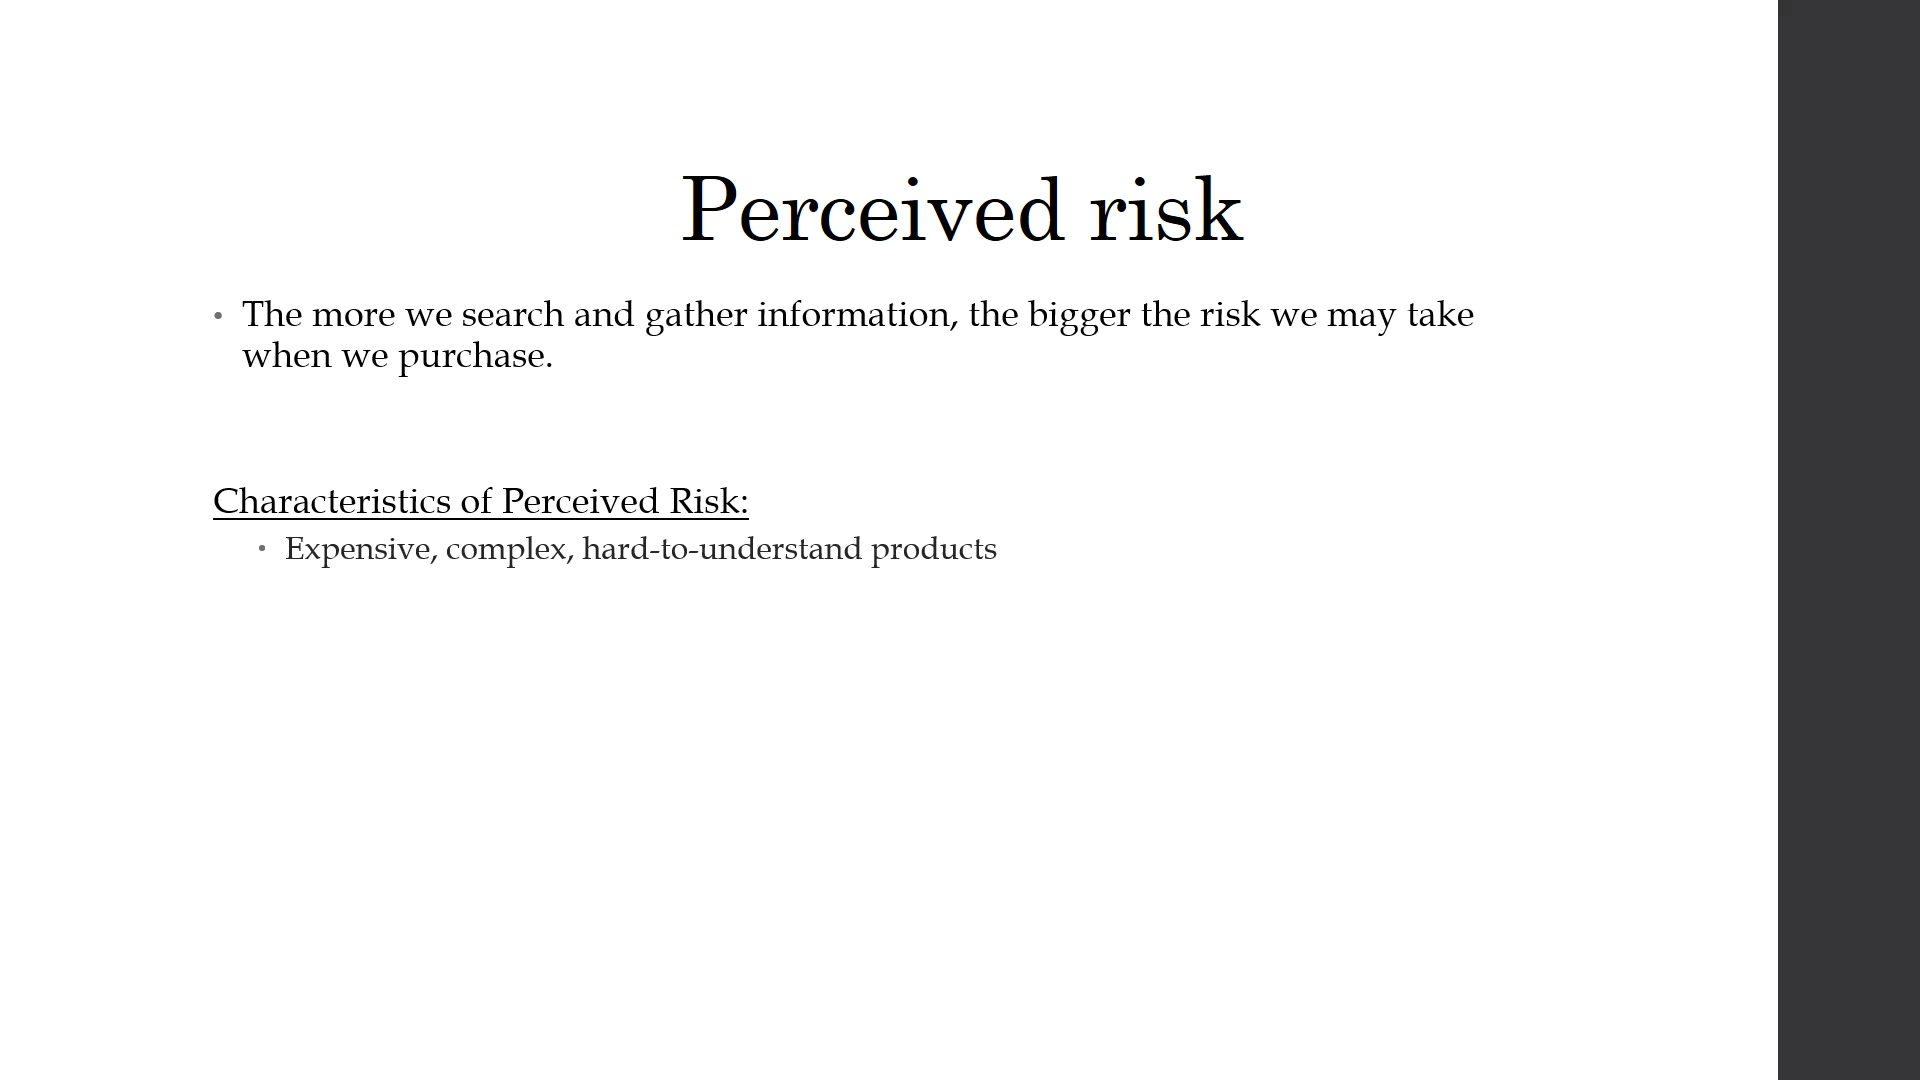 Perceived risk
• The more we search and gather information, the bigger the risk we may take
when we purchase.
Characteristics of Perceived Risk:
• Expensive, complex, hard-to-understand products